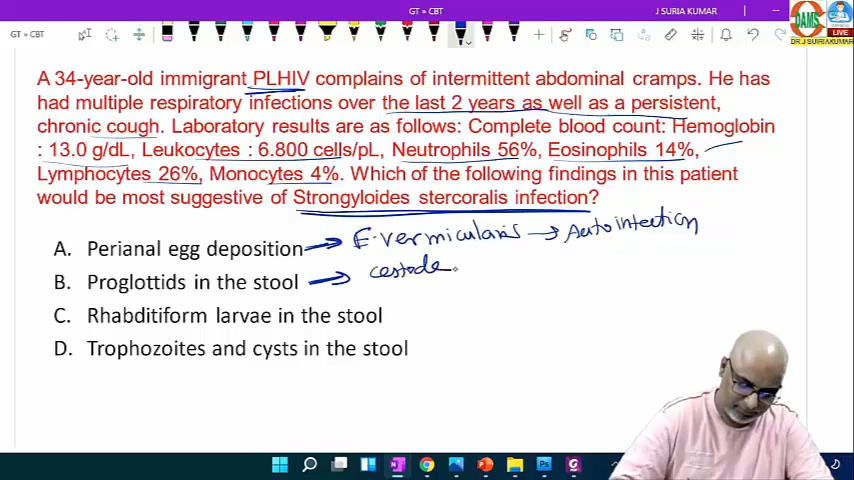 GT » CBT
J SURIA KUMAR
DAMS
LIVE
GT » CBT
DR J SURIAKUMAR
A 34-year-old immigrant PLHIV complains of intermittent abdominal cramps. He has
had multiple respiratory infections over the last 2 years as well as a persistent,
chronic cough. Laboratory results are as follows: Complete blood count: Hemoglobin
: 13.0 g/dL, Leukocytes : 6.800 cells/pL, Neutrophils 56%, Eosinophils 14%,
Lymphocytes 26%, Monocytes 4%. Which of the following findings in this patient
would be most suggestive of Strongyloides stercoralis infection?
A. Perianal egg deposition → E. vermicularis → Autoinfection
B. Proglottids in the stool → cestode
C. Rhabditiform larvae in the stool
D. Trophozoites and cysts in the stool